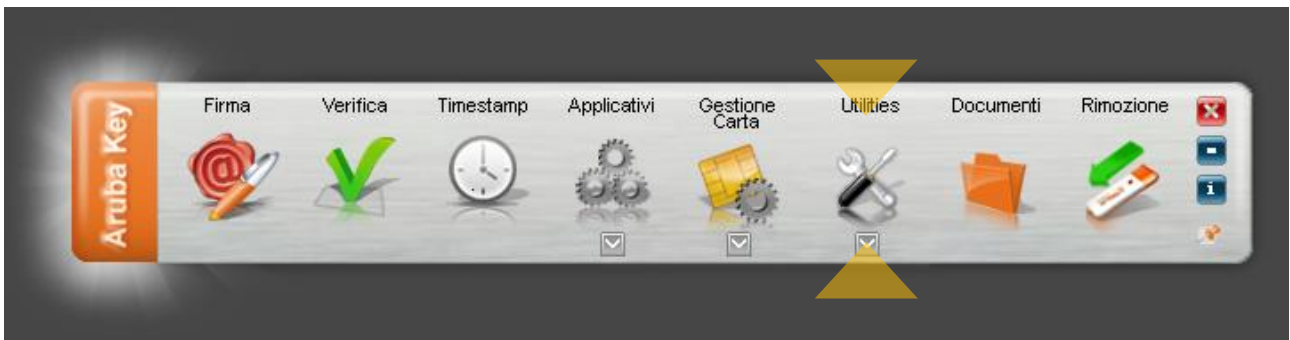 Aruba Key
Firma
Verifica
Timestamp
Applicativi
Gestione
Carta
Utilities
Documenti
Rimozione